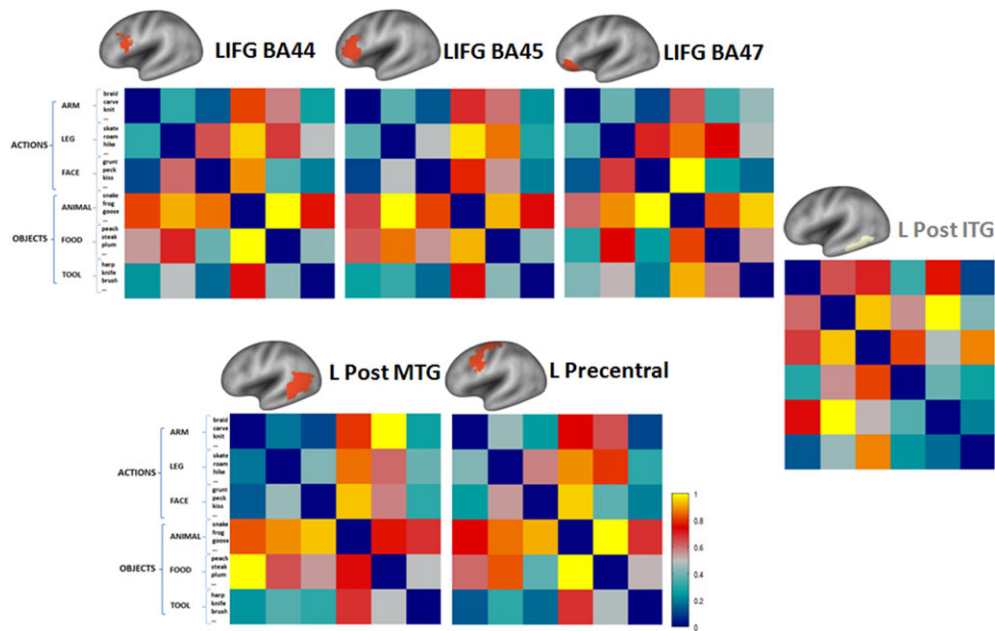 LIFG BA44
LIFG BA45
LIFG BA47
ACTIONS
OBJECTS
ARM
LEG
FACE
ANIMAL
FOOD
TOOL
braid
carve
knit
...
skate
roam
hike
...
grunt
peck
kiss
...
snake
frog
goose
...
peach
steak
plum
...
harp
knife
brush
...
L Post ITG
L Post MTG
L Precentral
ACTIONS
OBJECTS
ARM
LEG
FACE
ANIMAL
FOOD
TOOL
braid
carve
knit
...
skate
roam
hike
...
grunt
peck
kiss
...
snake
frog
goose
...
peach
steak
plum
...
harp
knife
brush
...
1
0.8
0.6
0.4
0.2
0